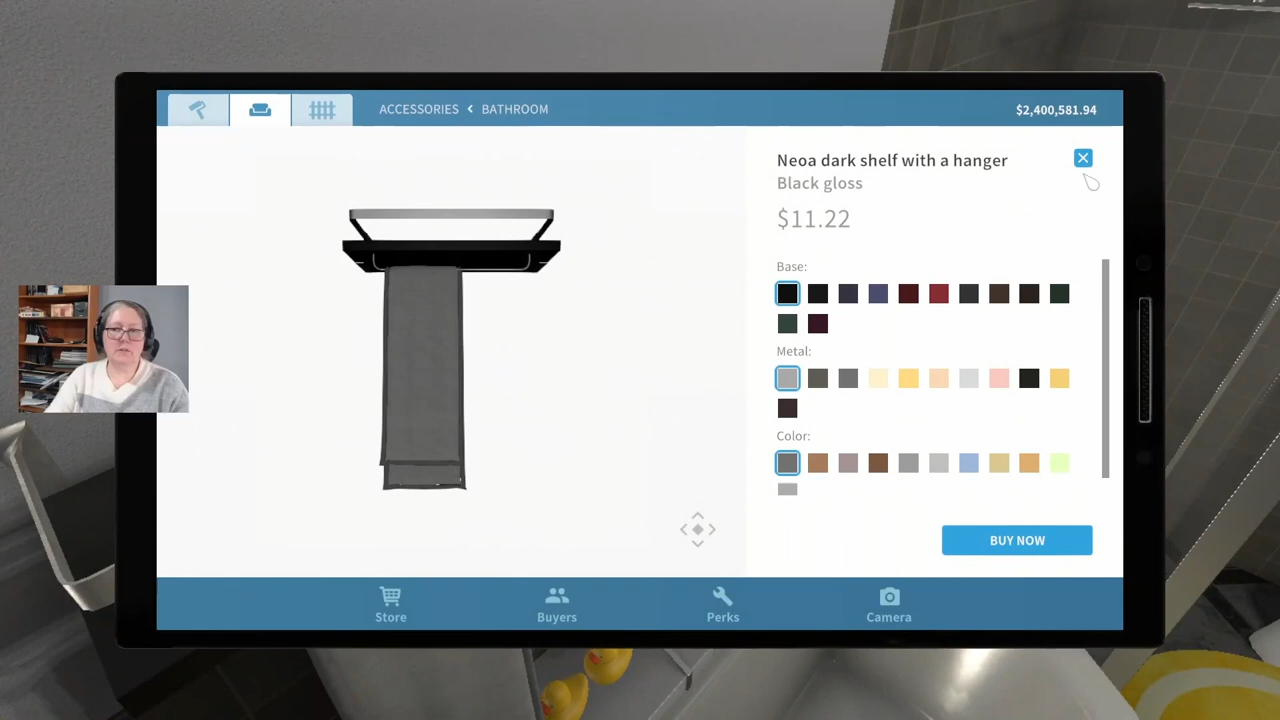 ACCESSORIES < BATHROOM
$2,400,581.94
Neoa dark shelf with a hanger
Black gloss
$11.22
Base:
Metal:
Color:
BUY NOW
Store
Buyers
Perks
Camera